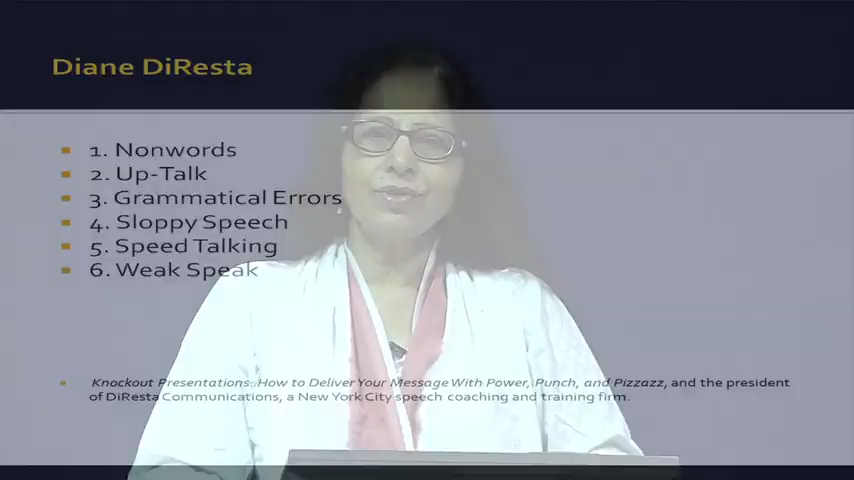 Diane DiResta
1. Nonwords
2. Up-Talk
3. Grammatical Errors
4. Sloppy Speech
5. Speed Talking
6. Weak Speak
Knockout Presentations: How to Deliver Your Message With Power, Punch, and Pizzazz, and the president
of DiResta Communications, a New York City speech coaching and training firm.